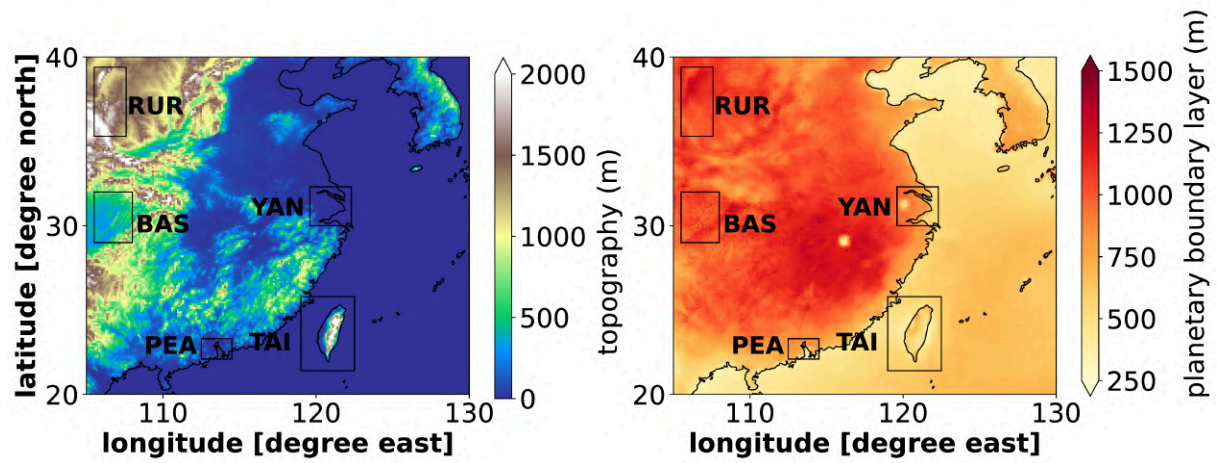 40
30
20
110
120
130
latitude [degree north]
longitude [degree east]
RUR
BAS
YAN
PEA
TAI
2000
1500
1000
500
0
topography (m)
40
30
20
110
120
130
longitude [degree east]
RUR
BAS
YAN
PEA
TAI
1500
1250
1000
750
500
250
planetary boundary layer (m)